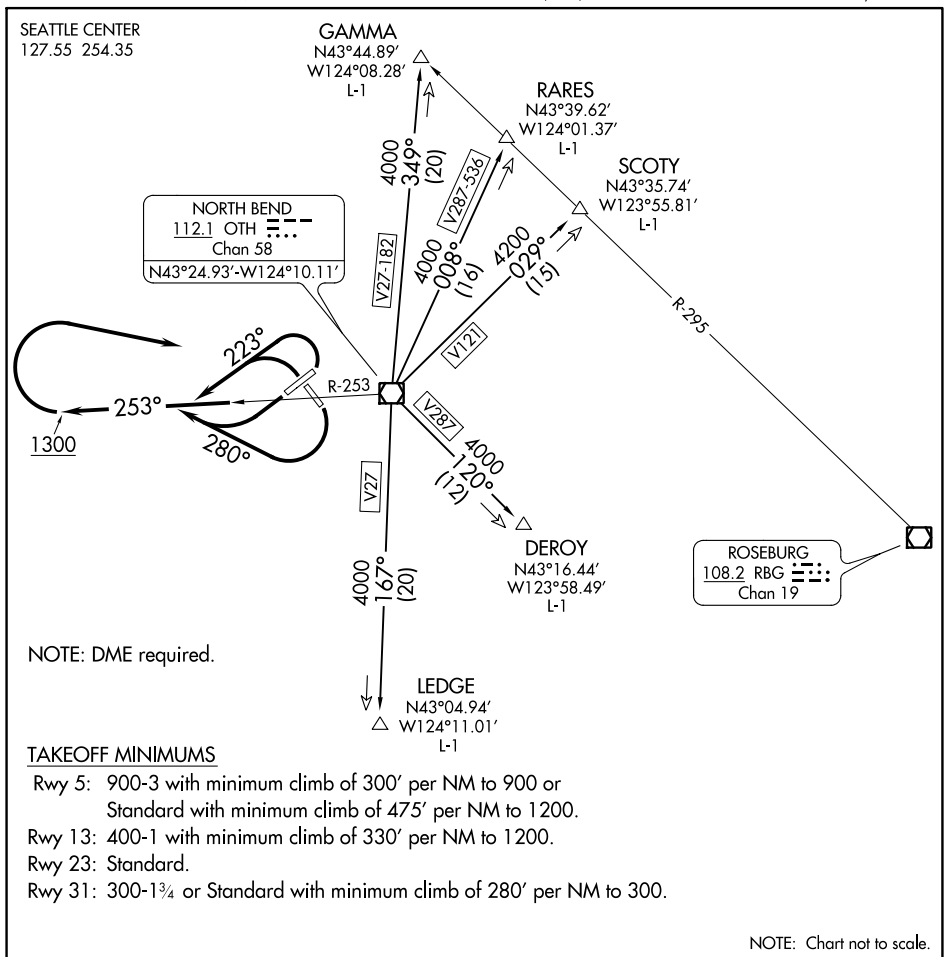 SEATTLE CENTER
127.55 254.35
GAMMA
N43°44.89'
W124°08.28'
L-1
RARES
N43°39.62'
W124°01.37'
L-1
SCOTY
N43°35.74'
W123°55.81'
L-1
4000
349°
(20)
V27-182
V287-536
4000
008°
(16)
4200
029°
(15)
V121
NORTH BEND
112.1 OTH
Chan 58
N43°24.93'-W124°10.11'
R-295
223°
R-253
253°
280°
1300
V287
4000
120°
(12)
V27
4000
167°
(20)
DEROY
N43°16.44'
W123°58.49'
L-1
ROSEBURG
108.2 RBG
Chan 19
NOTE: DME required.
LEDGE
N43°04.94'
W124°11.01'
L-1
TAKEOFF MINIMUMS
Rwy 5: 900-3 with minimum climb of 300' per NM to 900 or
Standard with minimum climb of 475' per NM to 1200.
Rwy 13: 400-1 with minimum climb of 330' per NM to 1200.
Rwy 23: Standard.
Rwy 31: 300-1¾ or Standard with minimum climb of 280' per NM to 300.
NOTE: Chart not to scale.